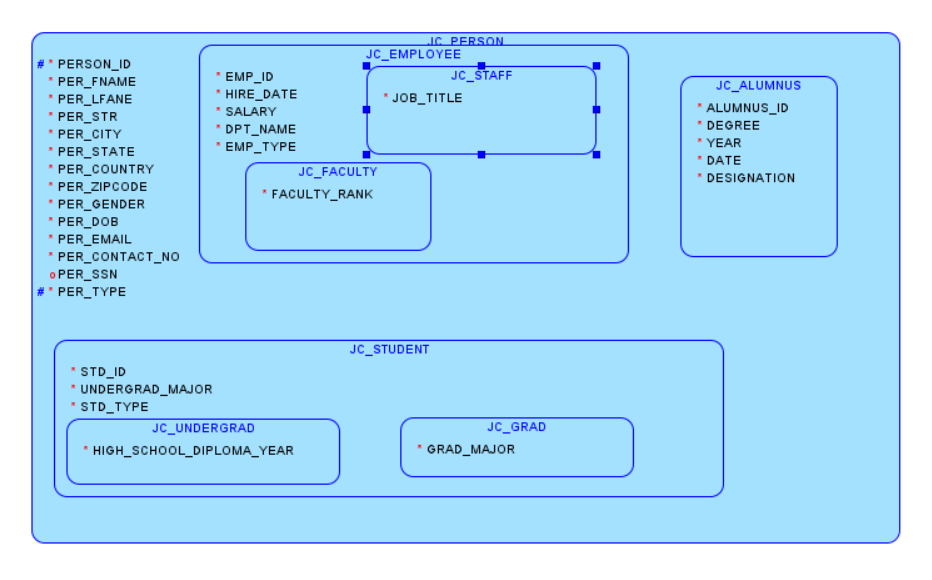 JC_PERSON
# * PERSON_ID
* PER_FNAME
* PER_LFANE
* PER_STR
* PER_CITY
* PER_STATE
* PER_COUNTRY
* PER_ZIPCODE
* PER_GENDER
* PER_DOB
* PER_EMAIL
* PER_CONTACT_NO
o PER_SSN
# * PER_TYPE
JC_EMPLOYEE
* EMP_ID
* HIRE_DATE
* SALARY
* DPT_NAME
* EMP_TYPE
JC_STAFF
* JOB_TITLE
JC_FACULTY
* FACULTY_RANK
JC_ALUMNUS
* ALUMNUS_ID
* DEGREE
* YEAR
* DATE
* DESIGNATION
JC_STUDENT
* STD_ID
* UNDERGRAD_MAJOR
* STD_TYPE
JC_UNDERGRAD
* HIGH_SCHOOL_DIPLOMA_YEAR
JC_GRAD
* GRAD_MAJOR